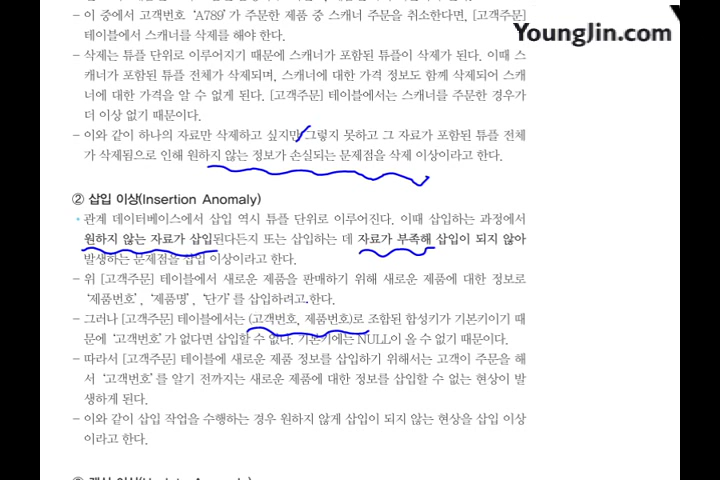 YoungJin.com
- 이 중에서 고객번호 ‘A789’가 주문한 제품 중 스캐너 주문을 취소한다면, [고객주문]
테이블에서 스캐너를 삭제를 해야 한다.
- 삭제는 튜플 단위로 이루어지기 때문에 스캐너가 포함된 튜플이 삭제가 된다. 이때 스
캐너가 포함된 튜플 전체가 삭제되며, 스캐너에 대한 가격 정보도 함께 삭제되어 스캐
너에 대한 가격을 알 수 없게 된다. [고객주문] 테이블에서는 스캐너를 주문한 경우가
더 이상 없기 때문이다.
- 이와 같이 하나의 자료만 삭제하고 싶지만 그렇지 못하고 그 자료가 포함된 튜플 전체
가 삭제됨으로 인해 원하지 않는 정보가 손실되는 문제점을 삭제 이상이라고 한다.
② 삽입 이상(Insertion Anomaly)
• 관계 데이터베이스에서 삽입 역시 튜플 단위로 이루어진다. 이때 삽입하는 과정에서
원하지 않는 자료가 삽입된다든지 또는 삽입하는 데 자료가 부족해 삽입이 되지 않아
발생하는 문제점을 삽입 이상이라고 한다.
- 위 [고객주문] 테이블에서 새로운 제품을 판매하기 위해 새로운 제품에 대한 정보로
‘제품번호’, ‘제품명’, ‘단가’를 삽입하려고 한다.
- 그러나 [고객주문] 테이블에서는 (고객번호, 제품번호)로 조합된 합성키가 기본키이기 때
문에 ‘고객번호’가 없다면 삽입할 수 없다. 기본키에는 NULL이 올 수 없기 때문이다.
- 따라서 [고객주문] 테이블에 새로운 제품 정보를 삽입하기 위해서는 고객이 주문을 해
서 ‘고객번호’를 알기 전까지는 새로운 제품에 대한 정보를 삽입할 수 없는 현상이 발
생하게 된다.
- 이와 같이 삽입 작업을 수행하는 경우 원하지 않게 삽입이 되지 않는 현상을 삽입 이상
이라고 한다.